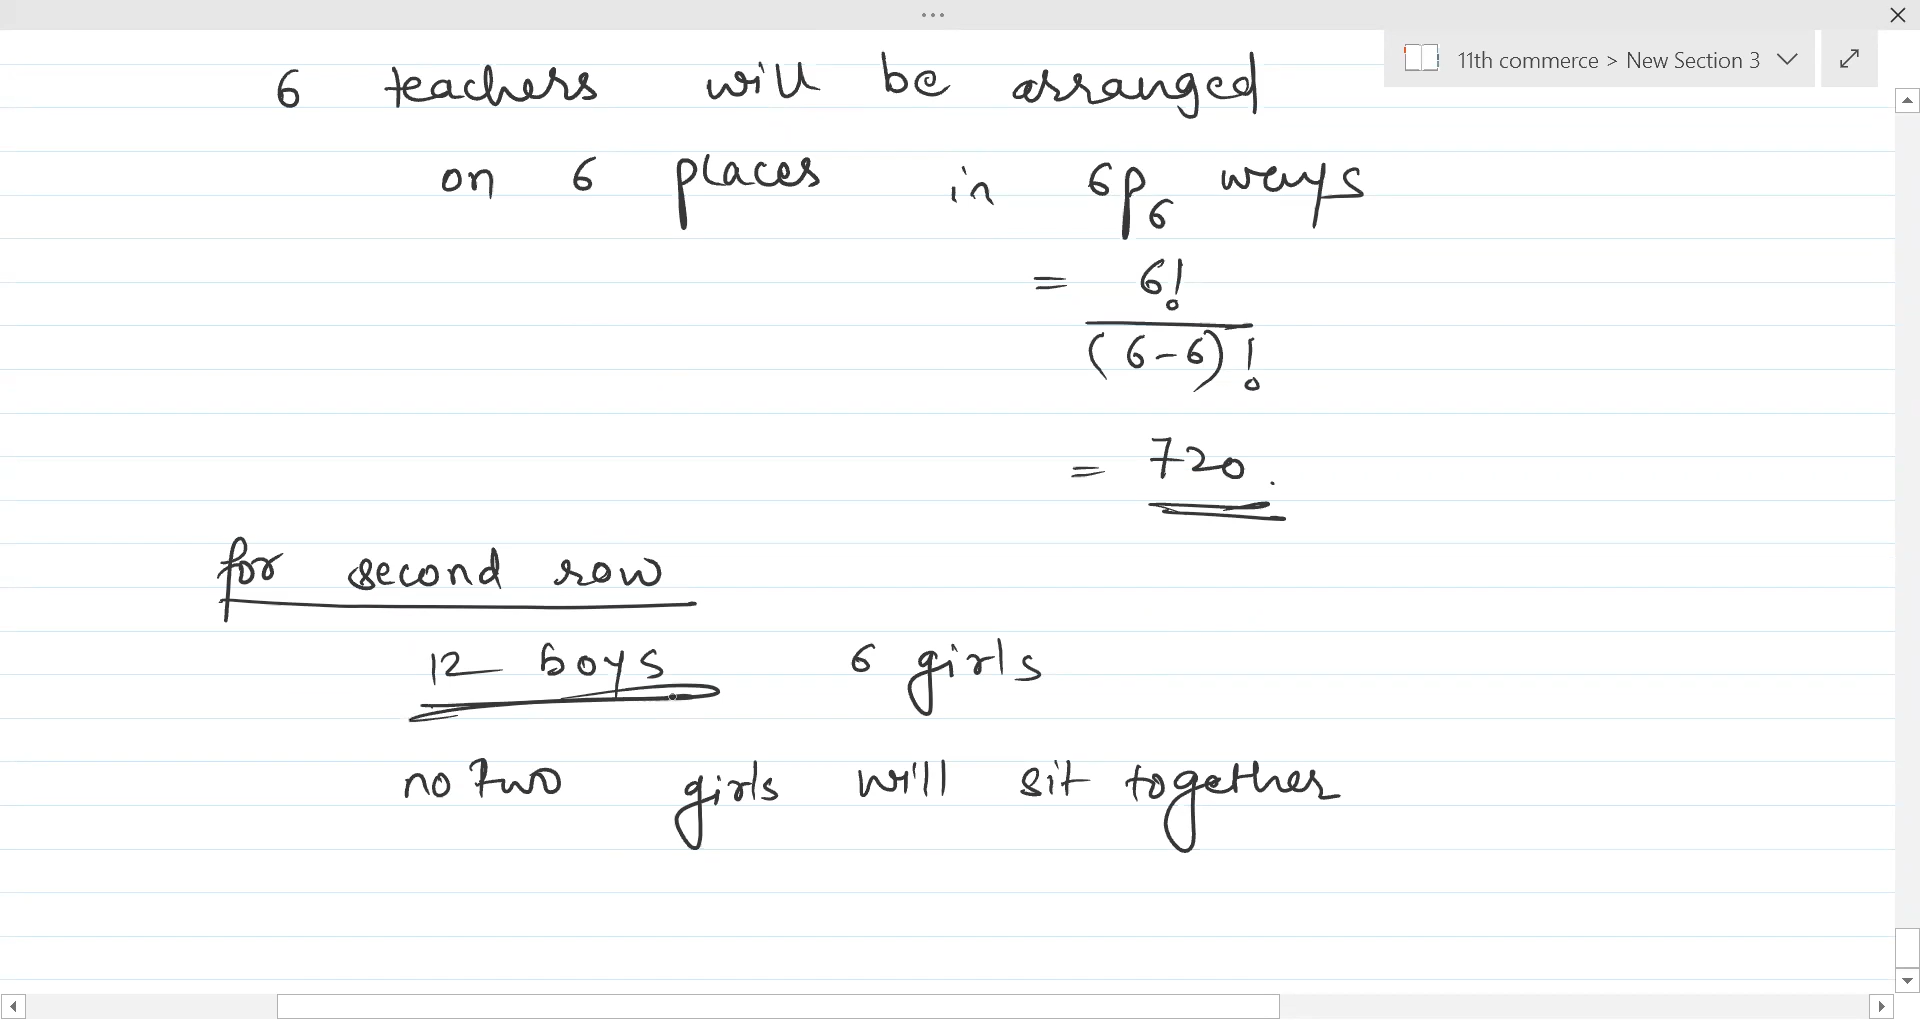 11th commerce > New Section 3
6 teachers will be arranged
on 6 places in 6P6 ways
= 6!
(6-6)!
= 720.
for second row
12 boys 6 girls
no two girls will sit together